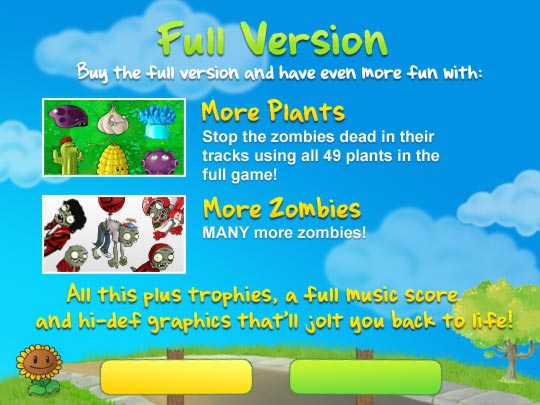 Full Version
Buy the full version and have even more fun with:
More Plants
Stop the zombies dead in their
tracks using all 49 plants in the
full game!
More Zombies
MANY more zombies!
All this plus trophies, a full music score
and hi-def graphics that'll jolt you back to life!